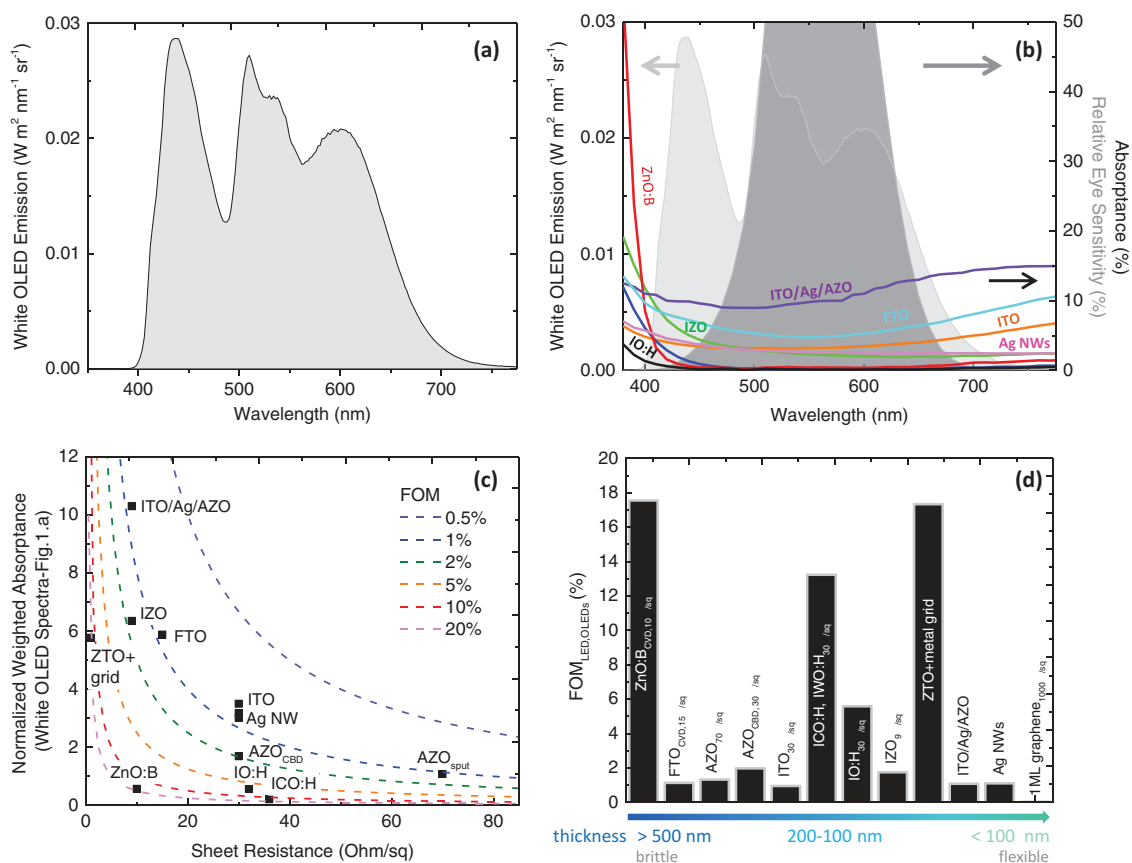 (a)
0.03
0.02
0.01
0.00
White OLED Emission (W m² nm⁻¹ sr⁻¹)
400
500
600
700
Wavelength (nm)
(b)
0.03
0.02
0.01
0.00
White OLED Emission (W m² nm⁻¹ sr⁻¹)
50
40
30
20
10
0
Absorptance (%)
Relative Eye Sensitivity (%)
ZnO:B
ITO/Ag/AZO
IZO
FTO
ITO
Ag NWs
IO:H
400
500
600
700
Wavelength (nm)
(c)
12
10
8
6
4
2
0
Normalized Weighted Absorptance
(White OLED Spectra-Fig.1.a)
ITO/Ag/AZO
FOM
0.5%
1%
2%
5%
10%
20%
IZO
FTO
ZTO+
grid
ITO
Ag NW
AZO_CBD
AZO_sput
ZnO:B
IO:H
ICO:H
0
20
40
60
80
Sheet Resistance (Ohm/sq)
(d)
20
18
16
14
12
10
8
6
4
2
0
FOM_LED,OLEDs (%)
ZnO:B_CVD,10 /sq
FTO_CVD,15 /sq
AZO_70 /sq
AZO_CBD,30 /sq
ITO_30 /sq
ICO:H, IWO:H_30 /sq
IO:H_30 /sq
IZO_9 /sq
ZTO+metal grid
ITO/Ag/AZO
Ag NWs
1ML graphene_1000 /sq
thickness > 500 nm
200-100 nm
< 100 nm
brittle
flexible